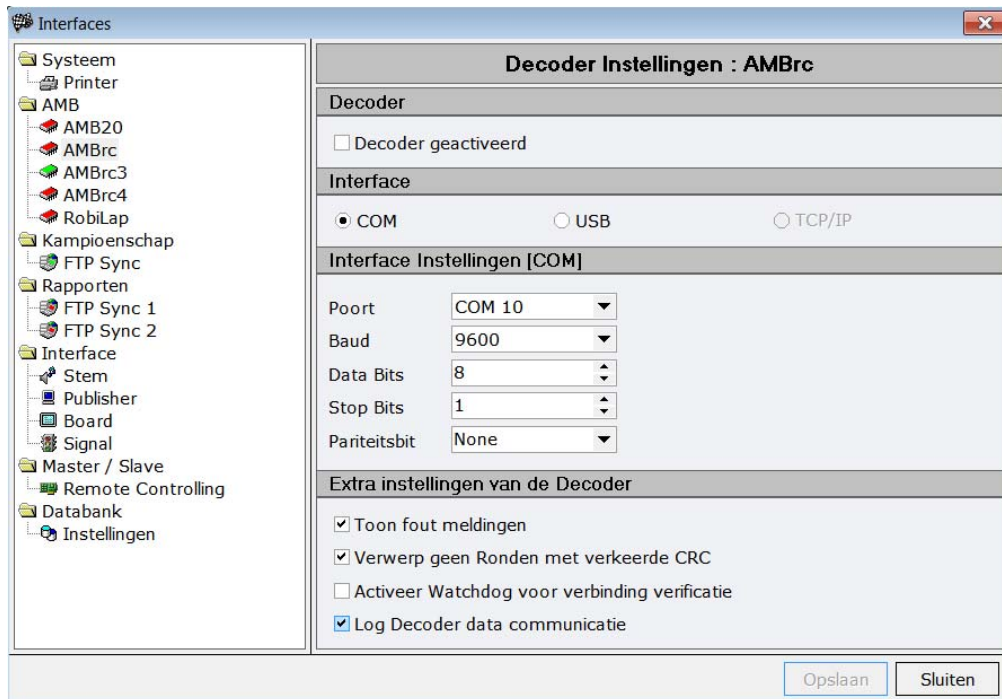 Interfaces
Systeem
Printer
AMB
AMB20
AMBrc
AMBrc3
AMBrc4
RobiLap
Kampioenschap
FTP Sync
Rapporten
FTP Sync 1
FTP Sync 2
Interface
Stem
Publisher
Board
Signal
Master / Slave
Remote Controlling
Databank
Instellingen
Decoder Instellingen : AMBrc
Decoder
Decoder geactiveerd
Interface
COM USB TCP/IP
Interface Instellingen [COM]
Poort COM 10
Baud 9600
Data Bits 8
Stop Bits 1
Pariteitsbit None
Extra instellingen van de Decoder
Toon fout meldingen
Verwerp geen Ronden met verkeerde CRC
Activeer Watchdog voor verbinding verificatie
Log Decoder data communicatie
Opslaan Sluiten